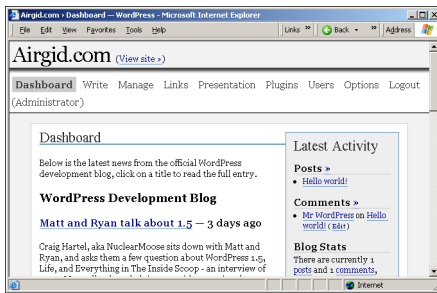 Airgid.com › Dashboard — WordPress - Microsoft Internet Explorer
File Edit View Favorites Tools Help Links » Back » Address
Airgid.com (View site »)
Dashboard Write Manage Links Presentation Plugins Users Options Logout
(Administrator)
Dashboard
Below is the latest news from the official WordPress
development blog, click on a title to read the full entry.
WordPress Development Blog
Matt and Ryan talk about 1.5 — 3 days ago
Craig Hartel, aka NuclearMoose sits down with Matt and
Ryan, and asks them a few question about WordPress 1.5,
Life, and Everything in The Inside Scoop - an interview of
Latest Activity
Posts »
Hello world!
Comments »
Mr WordPress on Hello
world! (Edit)
Blog Stats
There are currently 1
posts and 1 comments,
Internet